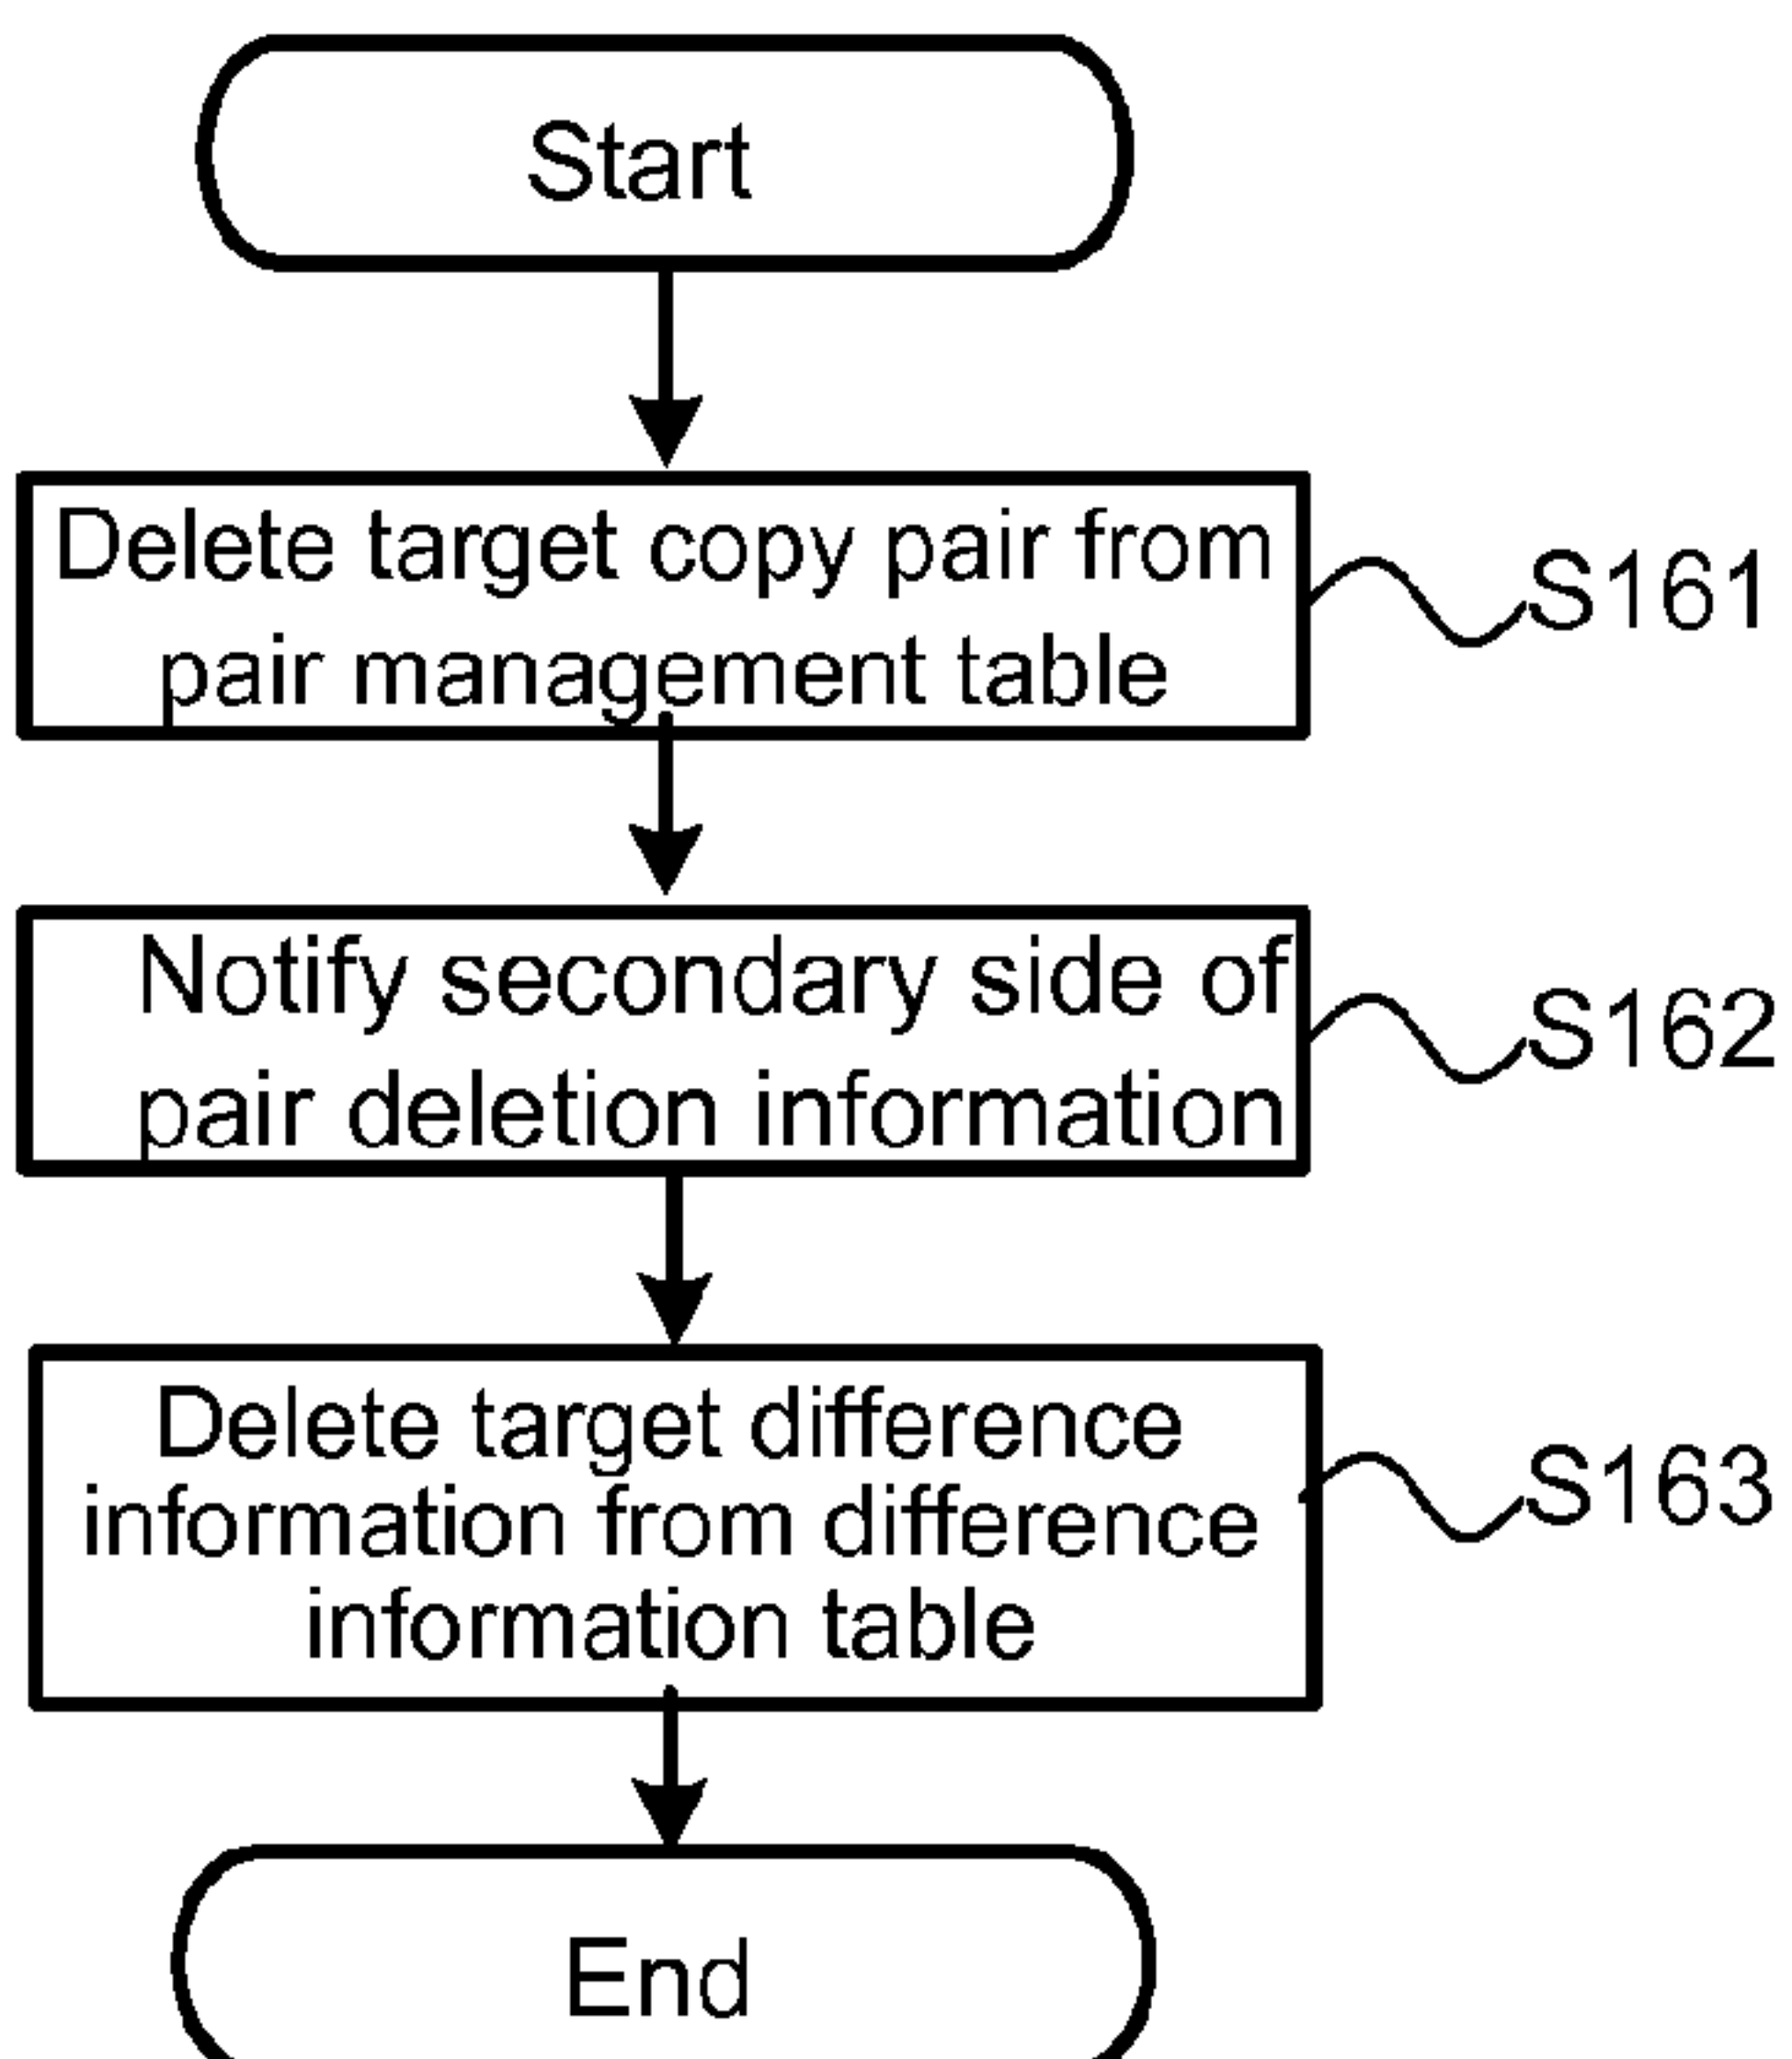 Start
Delete target copy pair from
pair management table
S161
Notify secondary side of
pair deletion information
S162
Delete target difference
information from difference
information table
S163
End